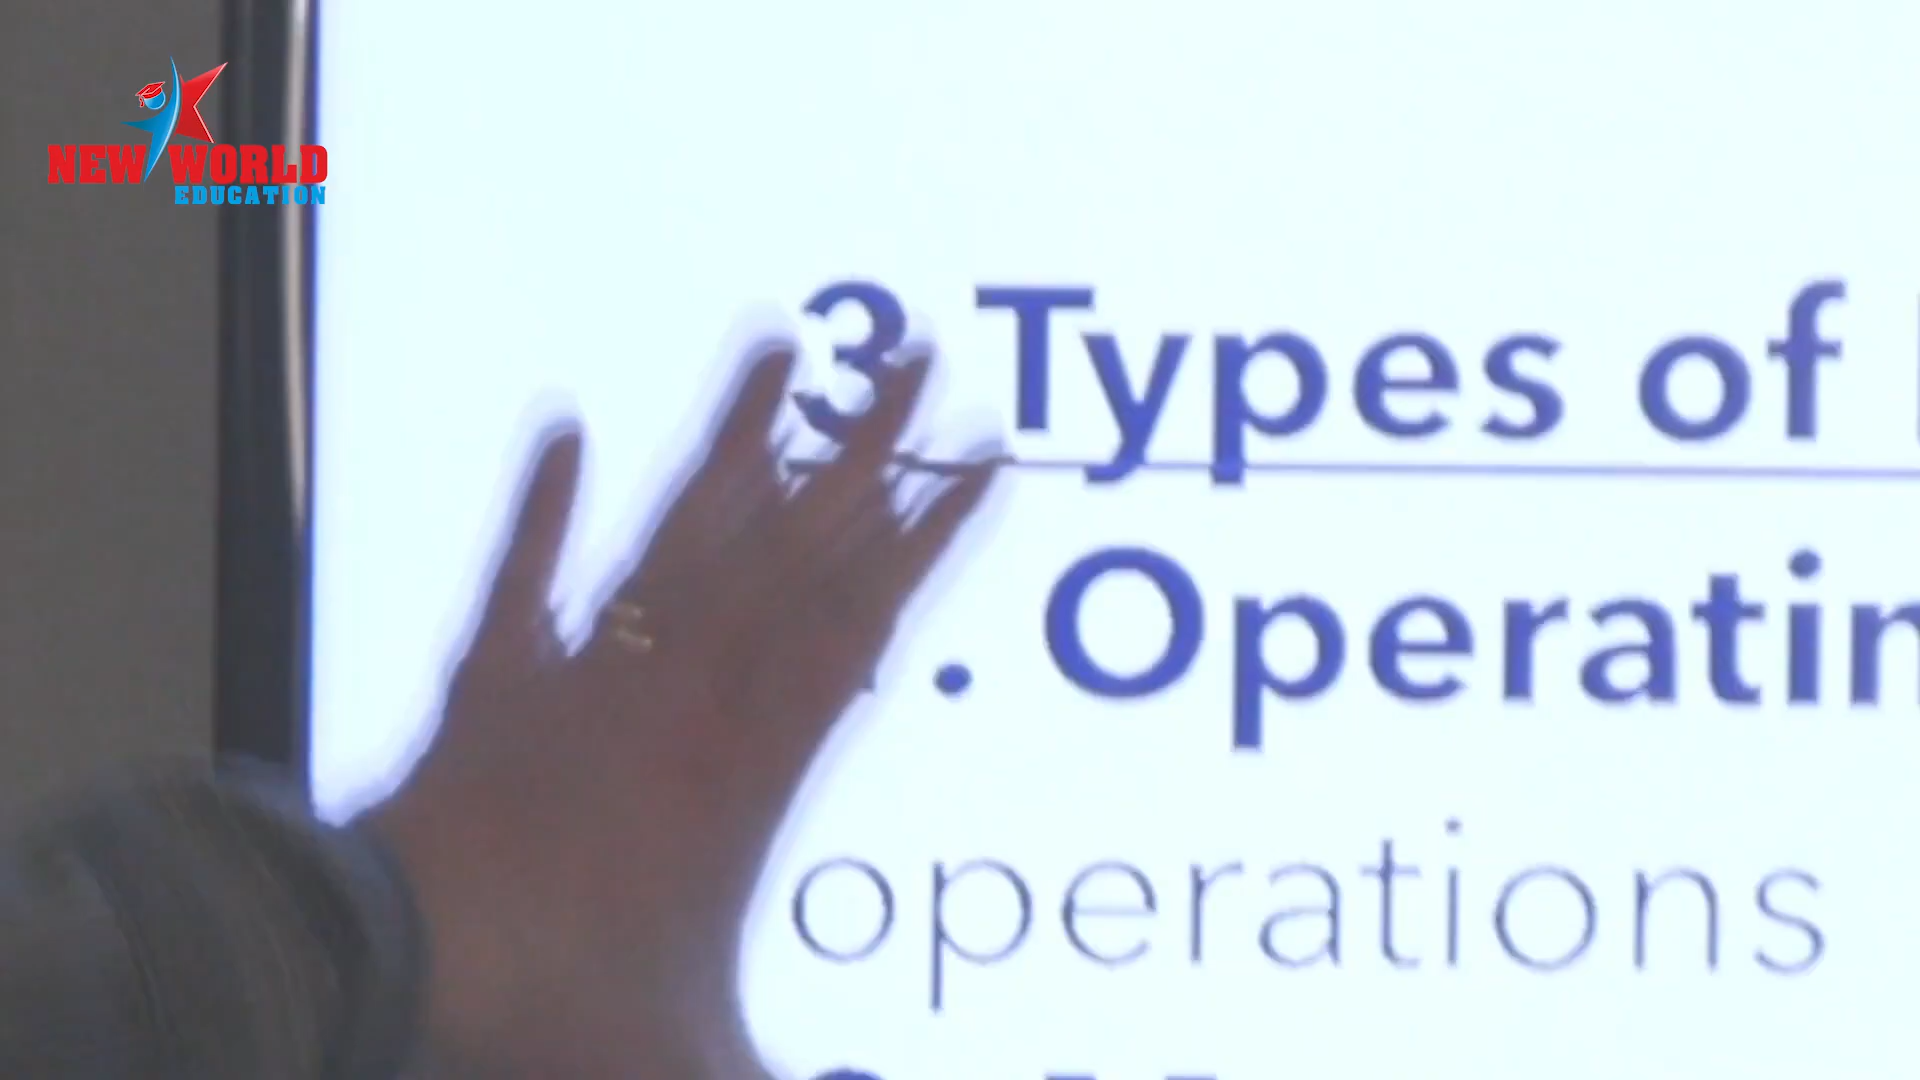 NEW WORLD
EDUCATION
3 Types of
. Operatin
operations